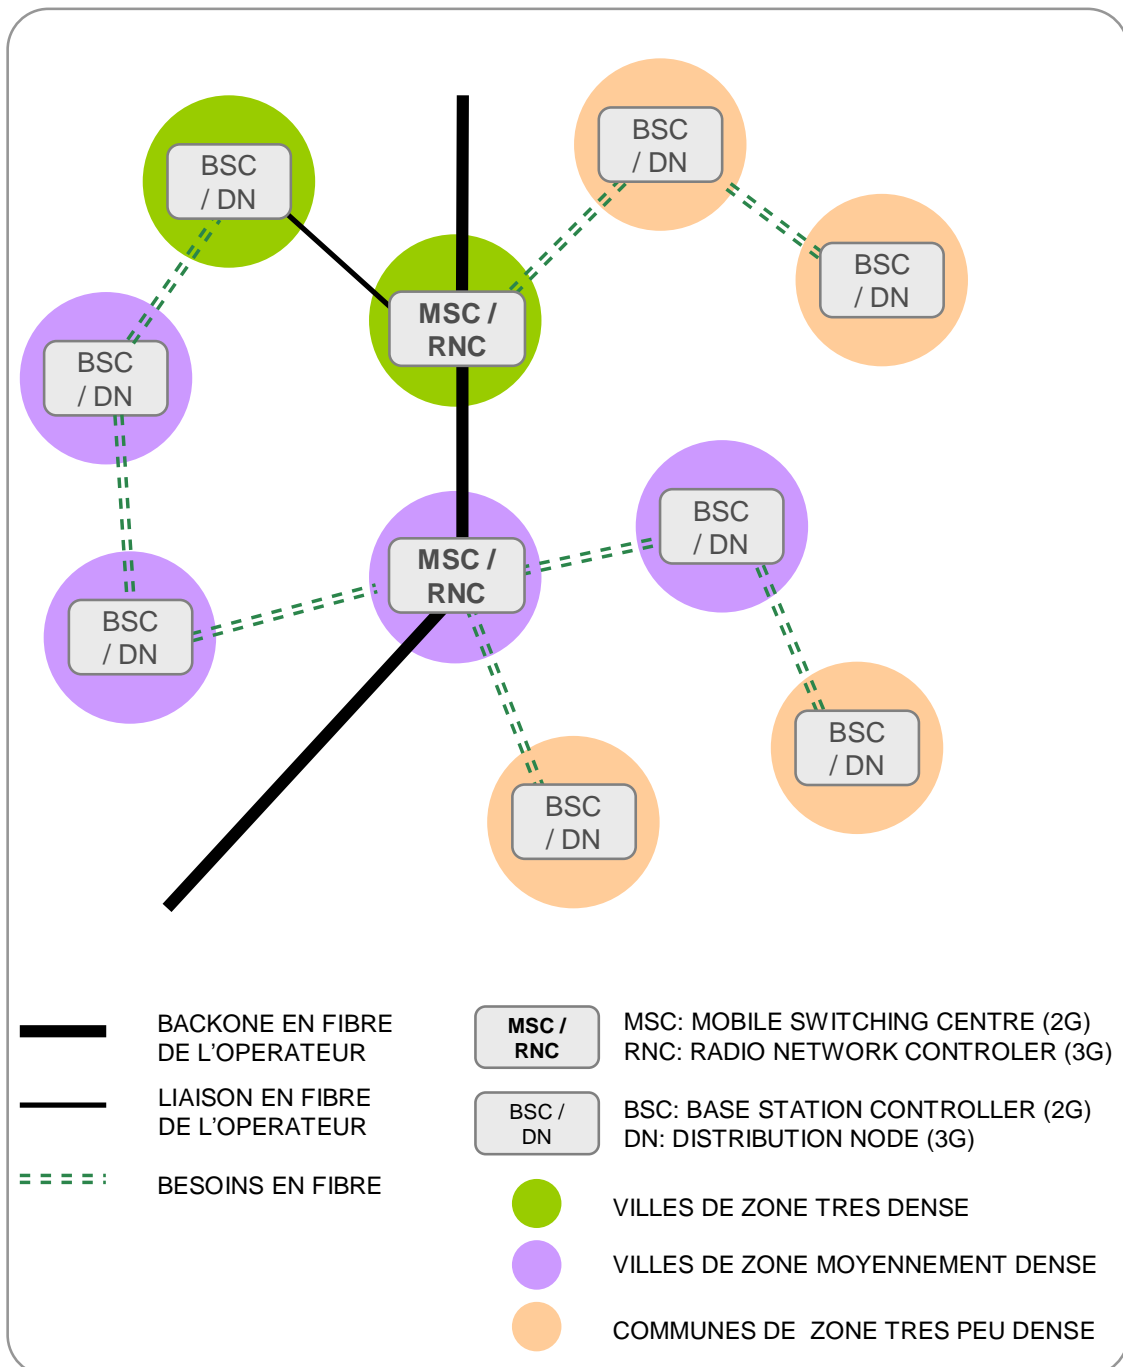 BSC
/ DN
BSC
/ DN
BSC
/ DN
MSC /
RNC
BSC
/ DN
BSC
/ DN
MSC /
RNC
BSC
/ DN
BSC
/ DN
BSC
/ DN
BACKONE EN FIBRE
DE L'OPERATEUR
LIAISON EN FIBRE
DE L'OPERATEUR
BESOINS EN FIBRE
MSC /
RNC
MSC: MOBILE SWITCHING CENTRE (2G)
RNC: RADIO NETWORK CONTROLER (3G)
BSC /
DN
BSC: BASE STATION CONTROLLER (2G)
DN: DISTRIBUTION NODE (3G)
VILLES DE ZONE TRES DENSE
VILLES DE ZONE MOYENNEMENT DENSE
COMMUNES DE ZONE TRES PEU DENSE